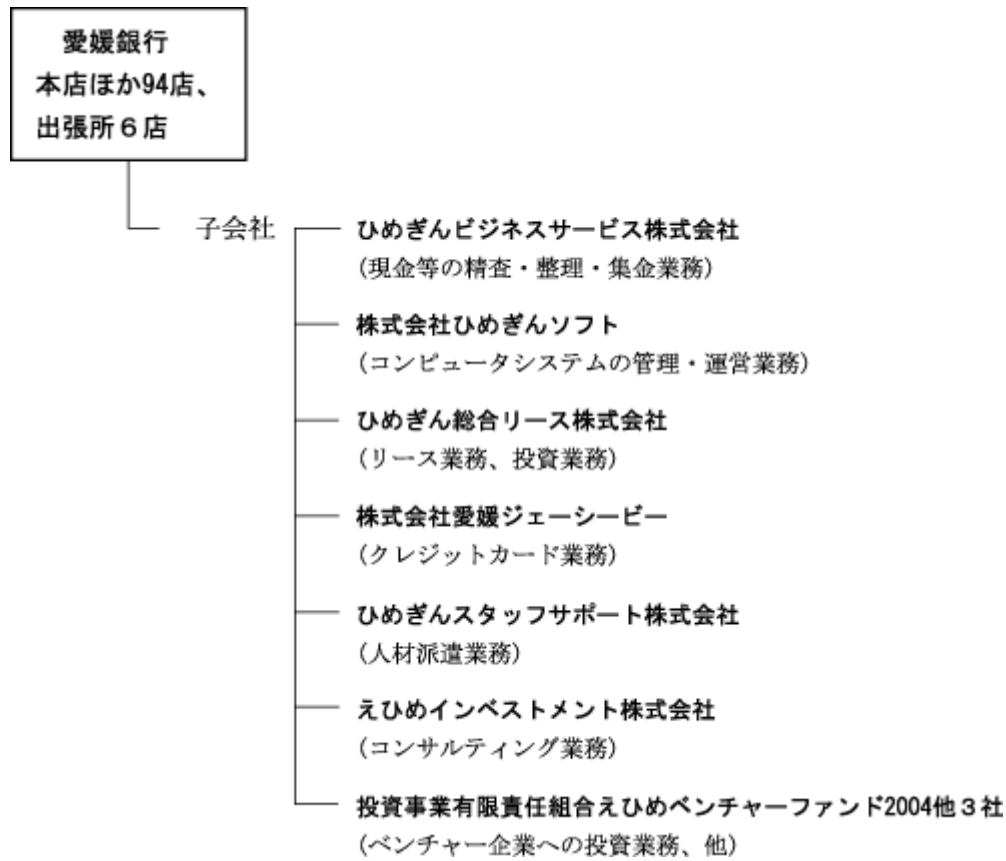 愛媛銀行
本店ほか94店、
出張所６店
子会社
ひめぎんビジネスサービス株式会社
(現金等の精査・整理・集金業務)
株式会社ひめぎんソフト
(コンピュータシステムの管理・運営業務)
ひめぎん総合リース株式会社
(リース業務、投資業務)
株式会社愛媛ジェーシービー
(クレジットカード業務)
ひめぎんスタッフサポート株式会社
(人材派遣業務)
えひめインベストメント株式会社
(コンサルティング業務)
投資事業有限責任組合えひめベンチャーファンド2004他３社
(ベンチャー企業への投資業務、他)